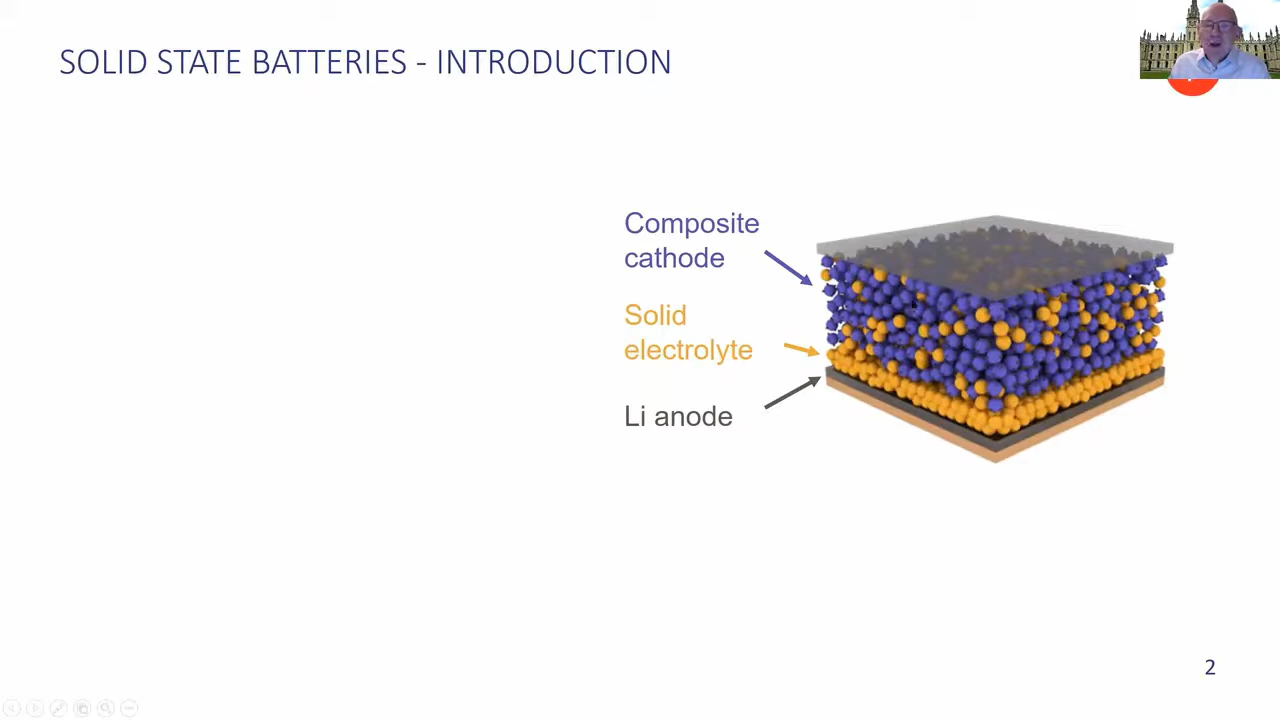 SOLID STATE BATTERIES - INTRODUCTION
Composite
cathode
Solid
electrolyte
Li anode
2